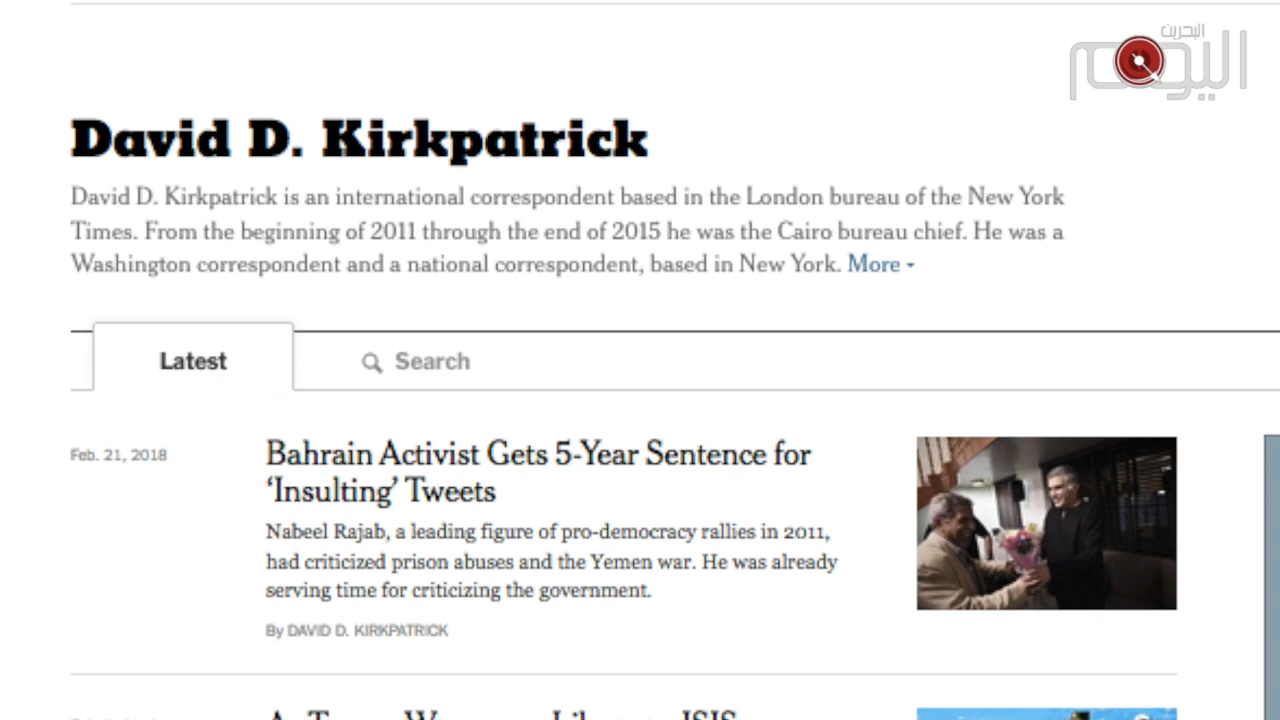 البحرين
اليوم
David D. Kirkpatrick
David D. Kirkpatrick is an international correspondent based in the London bureau of the New York
Times. From the beginning of 2011 through the end of 2015 he was the Cairo bureau chief. He was a
Washington correspondent and a national correspondent, based in New York. More
Latest
Search
Feb. 21, 2018
Bahrain Activist Gets 5-Year Sentence for
‘Insulting’ Tweets
Nabeel Rajab, a leading figure of pro-democracy rallies in 2011,
had criticized prison abuses and the Yemen war. He was already
serving time for criticizing the government.
By DAVID D. KIRKPATRICK